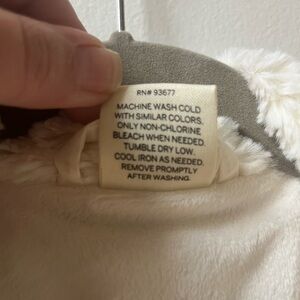 RN# 93677
MACHINE WASH COLD
WITH SIMILAR COLORS.
ONLY NON-CHLORINE
BLEACH WHEN NEEDED.
TUMBLE DRY LOW.
COOL IRON AS NEEDED.
REMOVE PROMPTLY
AFTER WASHING.